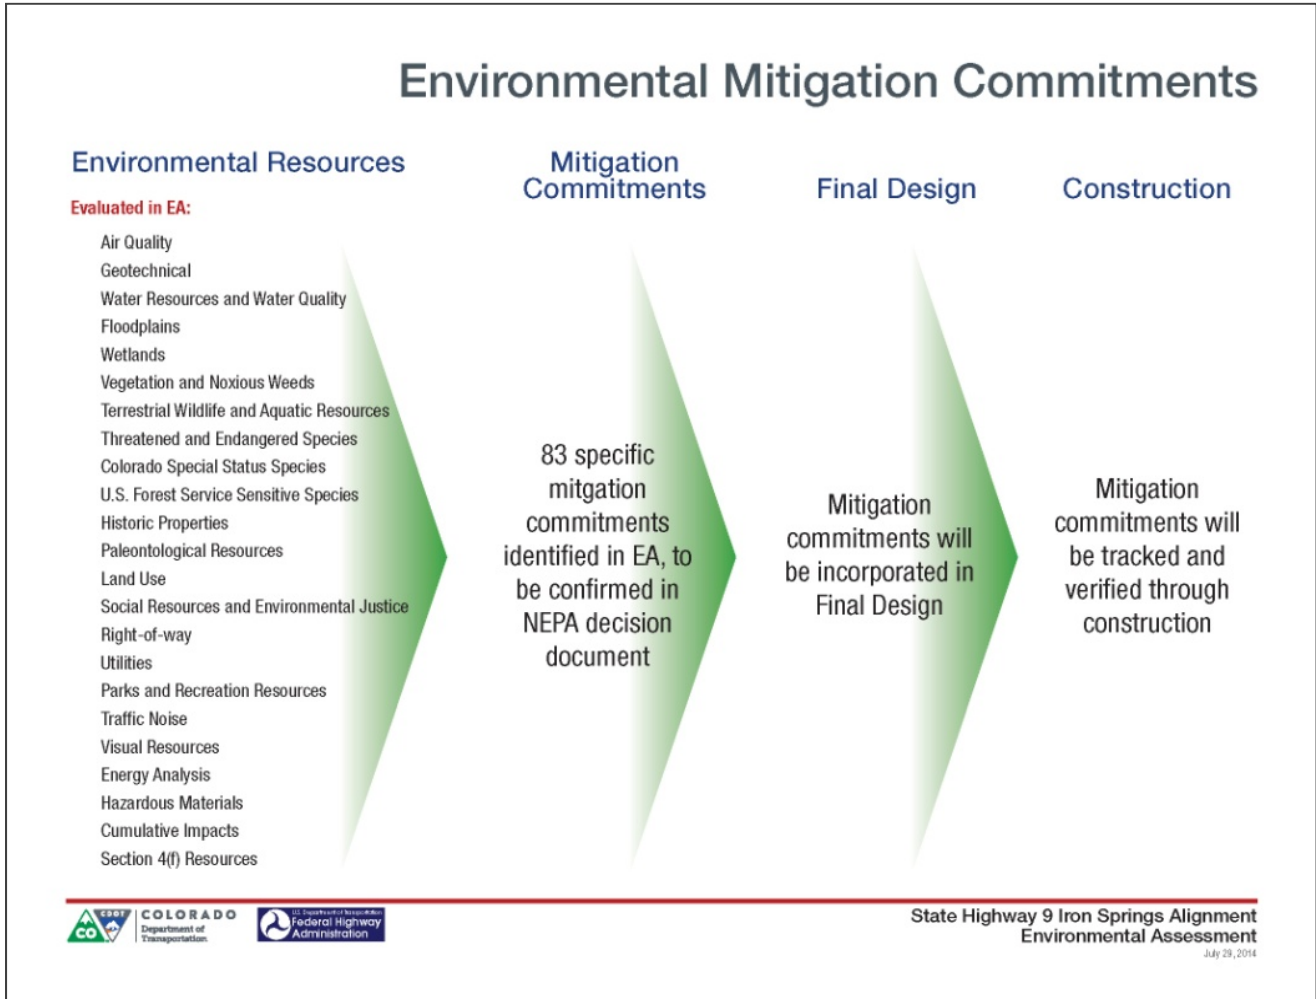 Environmental Mitigation Commitments
Environmental Resources
Evaluated in EA:
Air Quality
Geotechnical
Water Resources and Water Quality
Floodplains
Wetlands
Vegetation and Noxious Weeds
Terrestrial Wildlife and Aquatic Resources
Threatened and Endangered Species
Colorado Special Status Species
U.S. Forest Service Sensitive Species
Historic Properties
Paleontological Resources
Land Use
Social Resources and Environmental Justice
Right-of-way
Utilities
Parks and Recreation Resources
Traffic Noise
Visual Resources
Energy Analysis
Hazardous Materials
Cumulative Impacts
Section 4(f) Resources
Mitigation
Commitments
83 specific
mitgation
commitments
identified in EA, to
be confirmed in
NEPA decision
document
Final Design
Mitigation
commitments will
be incorporated in
Final Design
Construction
Mitigation
commitments will
be tracked and
verified through
construction
CO
CDOT
COLORADO
Department of
Transportation
U.S. Department of Transportation
Federal Highway
Administration
State Highway 9 Iron Springs Alignment
Environmental Assessment
July 29, 2014